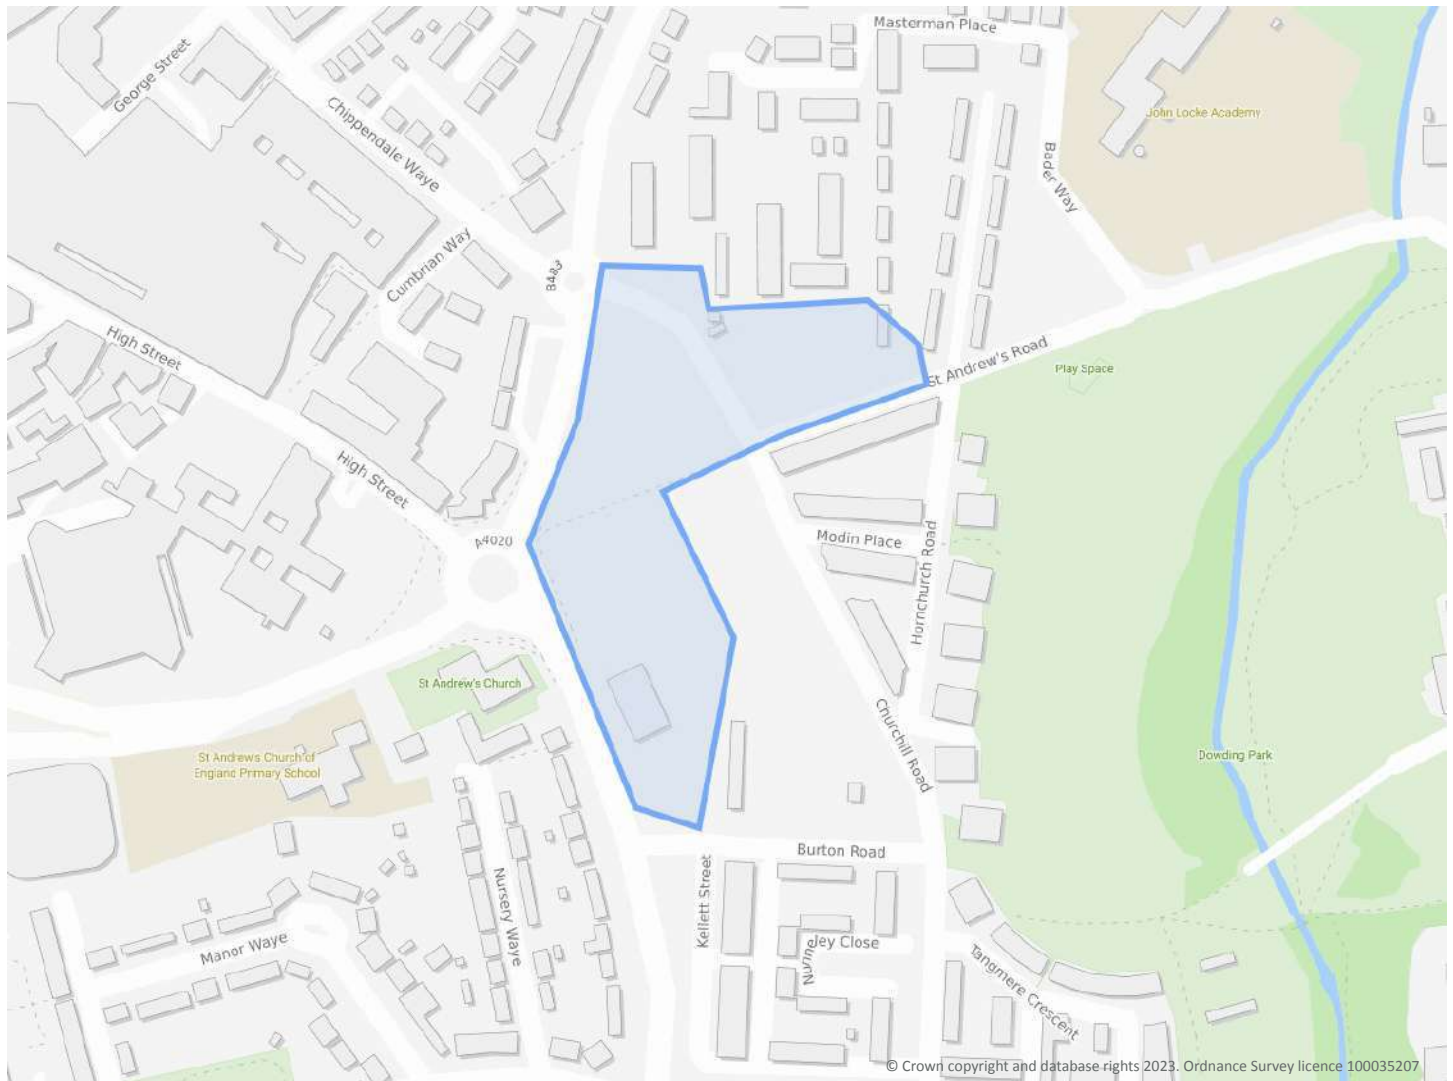 Masterman Place
George Street
Chippendale Waye
John Locke Academy
Bader Way
Cumbrian Way
B483
High Street
St Andrew's Road
Play Space
High Street
A4020
Modin Place
Hornchurch Road
St Andrew's Church
Churchill Road
St Andrews Church of
England Primary School
Dowding Park
Burton Road
Kellett Street
Nursery Waye
Manor Waye
Nunn
ley Close
Tangmere Crescent
© Crown copyright and database rights 2023. Ordnance Survey licence 100035207